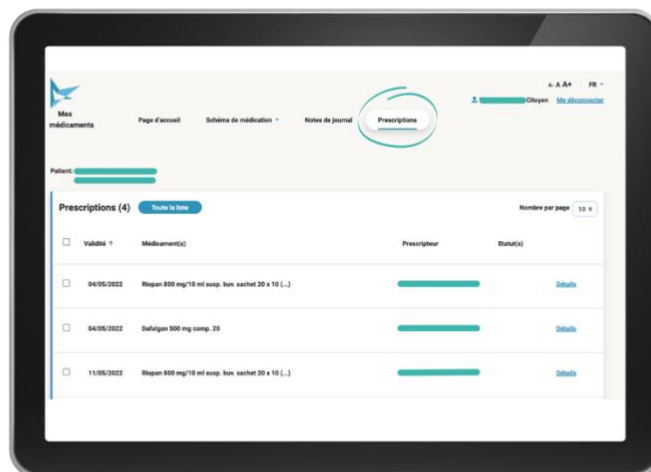 A- A A+ FR
Citoyen Me déconnecter
Mes
médicaments
Page d'accueil Schéma de médication Notes de journal Prescriptions
Patient:
Prescriptions (4) Toute la liste Nombre par page 10
Validité ↑ Médicament(s) Prescripteur Statut(s)
04/05/2022 Riopan 800 mg/10 ml susp. buv. sachet 20 x 10 (...) Détails
04/05/2022 Dafalgan 500 mg comp. 20 Détails
11/05/2022 Riopan 800 mg/10 ml susp. buv. sachet 20 x 10 (...) Détails